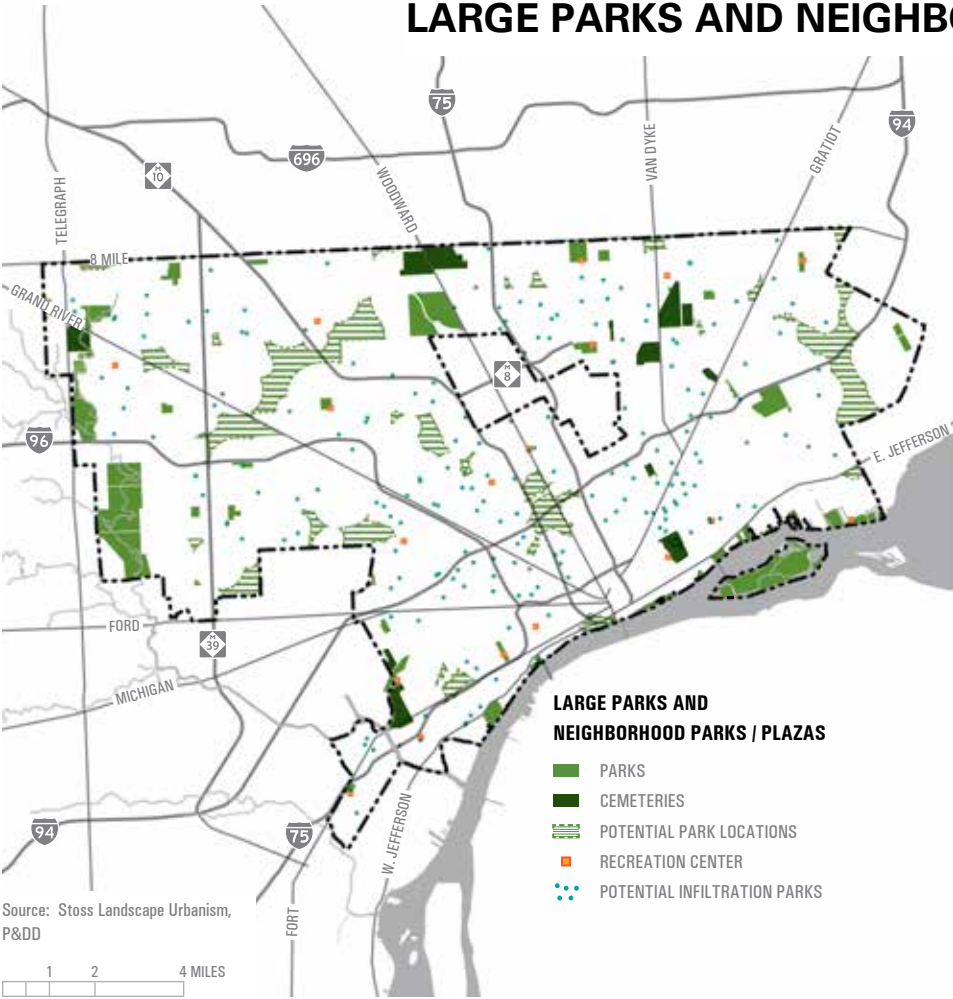 LARGE PARKS AND NEIGHBO
75
94
696
M
10
TELEGRAPH
WOODWARD
VAN DYKE
GRATIOT
8 MILE
GRAND RIVER
M
8
96
E. JEFFERSON
FORD
M
39
MICHIGAN
94
75
W. JEFFERSON
FORT
LARGE PARKS AND
NEIGHBORHOOD PARKS / PLAZAS
PARKS
CEMETERIES
POTENTIAL PARK LOCATIONS
RECREATION CENTER
POTENTIAL INFILTRATION PARKS
Source: Stoss Landscape Urbanism,
P&DD
1 2 4 MILES